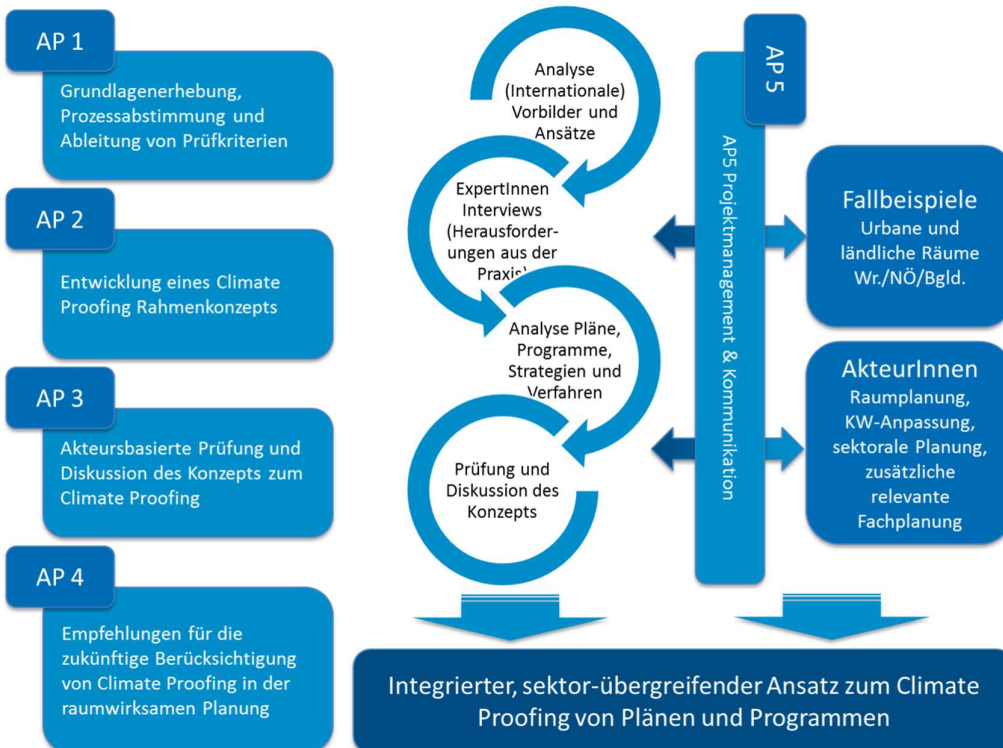 AP 1
Grundlagenerhebung,
Prozessabstimmung und
Ableitung von Prüfkriterien
AP 2
Entwicklung eines Climate
Proofing Rahmenkonzepts
AP 3
Akteursbasierte Prüfung und
Diskussion des Konzepts zum
Climate Proofing
AP 4
Empfehlungen für die
zukünftige Berücksichtigung
von Climate Proofing in der
raumwirksamen Planung
Analyse
(Internationale)
Vorbilder und
Ansätze
ExpertInnen
Interviews
(Herausforder-
ungen aus der
Praxis)
Analyse Pläne,
Programme,
Strategien und
Verfahren
Prüfung und
Diskussion des
Konzepts
AP 5
AP5 Projektmanagement & Kommunikation
Fallbeispiele
Urbane und
ländliche Räume
Wr./NÖ/Bgld.
AkteurInnen
Raumplanung,
KW-Anpassung,
sektorale Planung,
zusätzliche
relevante
Fachplanung
Integrierter, sektor-übergreifender Ansatz zum Climate
Proofing von Plänen und Programmen